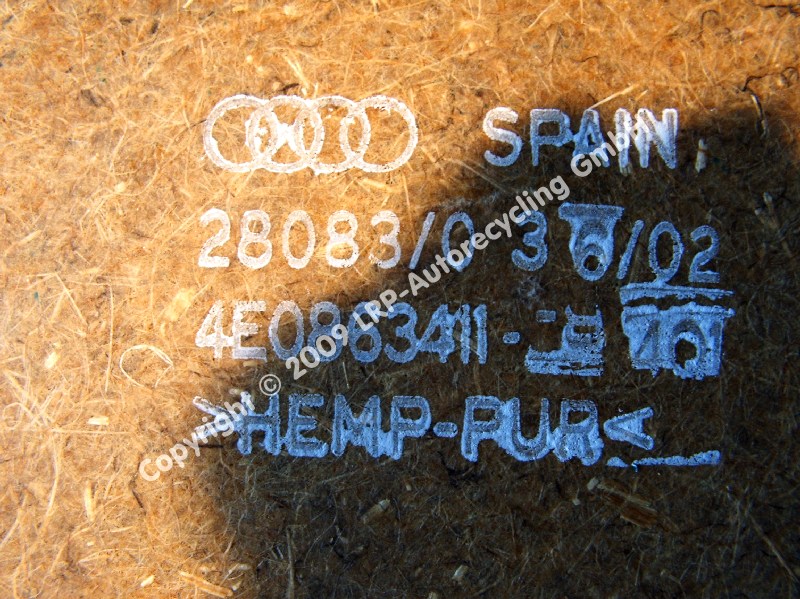 SPAIN
28083/0 3 6/02
4E0863411-
>HEMP-PUR<
Copyright © 2009 LRP-Autorecycling GmbH